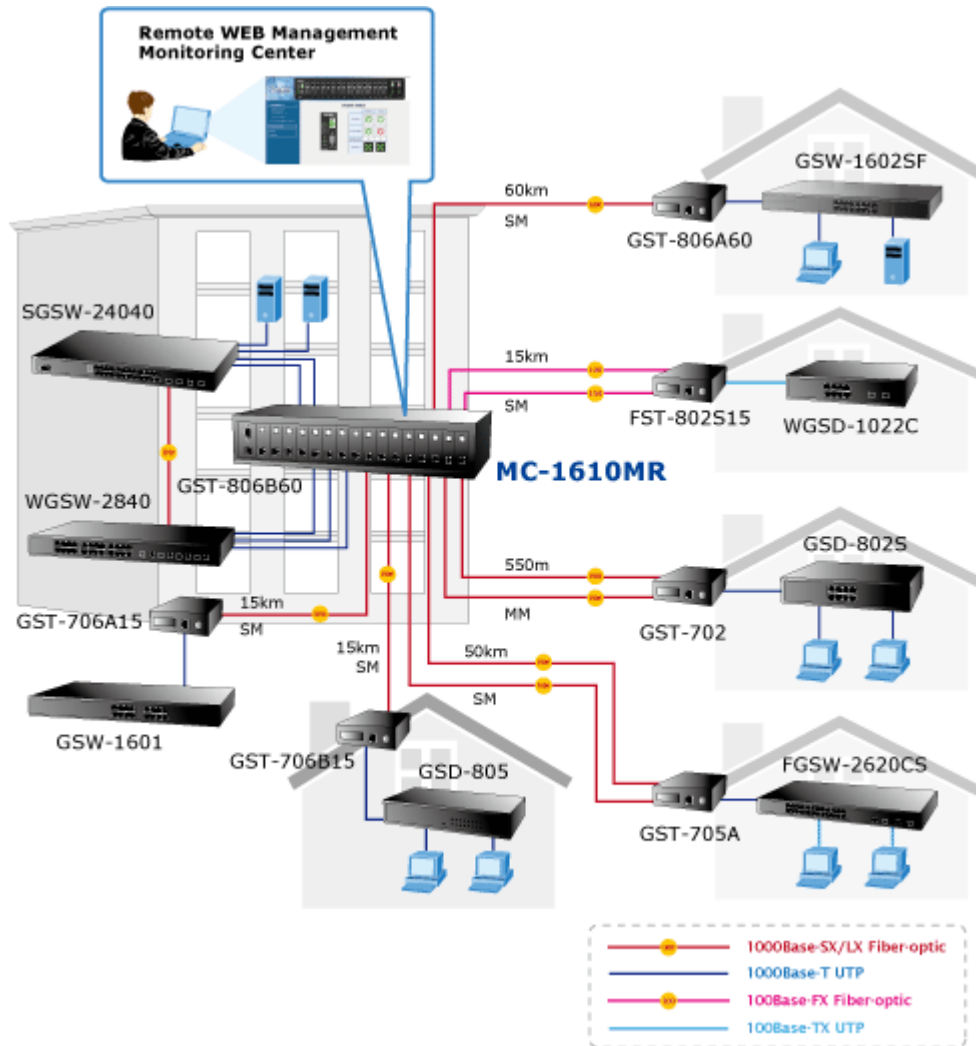 Remote WEB Management
Monitoring Center
GSW-1602SF
60km
SM
GST-806A60
SGSW-24040
15km
SM
FST-802S15
WGSD-1022C
MC-1610MR
GST-806B60
WGSW-2840
GSD-802S
550m
MM
GST-702
GST-706A15
15km
SM
15km
SM
50km
SM
GSW-1601
GST-706B15
GSD-805
FGSW-2620CS
GST-705A
1000Base-SX/LX Fiber-optic
1000Base-T UTP
100Base-FX Fiber-optic
100Base-TX UTP